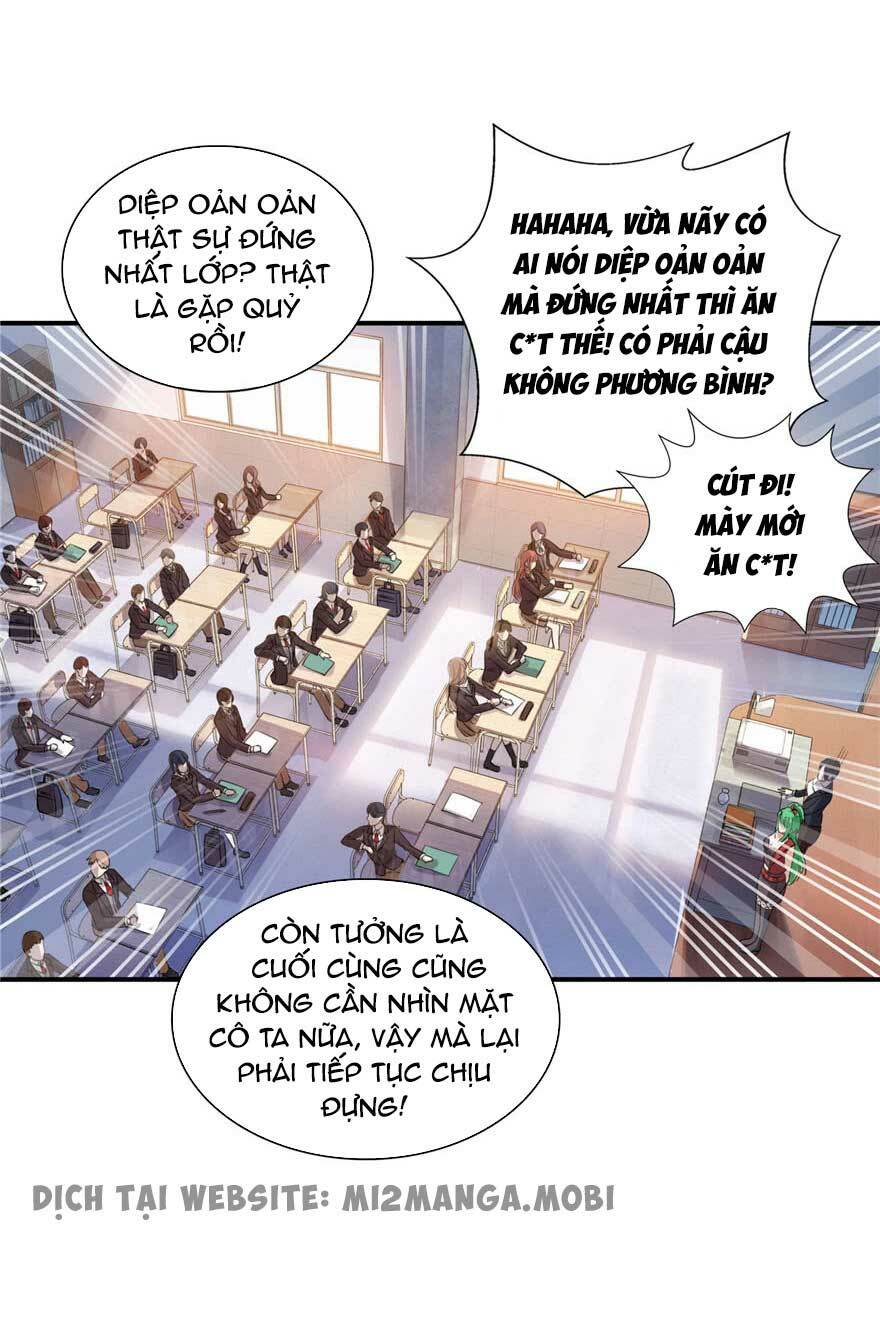 DIỆP OẢN OẢN
THẬT SỰ ĐỨNG
NHẤT LỚP? THẬT
LÀ GẶP QUỶ
RỒI!
HAHAHA, VỪA NÃY CÓ
AI NÓI DIỆP OẢN OẢN
MÀ ĐỨNG NHẤT THÌ ĂN
C*T THẾ! CÓ PHẢI CẬU
KHÔNG PHƯƠNG BÌNH?
CÚT ĐI!
MÀY MỚI
ĂN C*T!
CÒN TƯỞNG LÀ
CUỐI CÙNG CŨNG
KHÔNG CẦN NHÌN MẶT
CÔ TA NỮA, VẬY MÀ LẠI
PHẢI TIẾP TỤC CHỊU
ĐỰNG!
DỊCH TẠI WEBSITE: MI2MANGA.MOBI